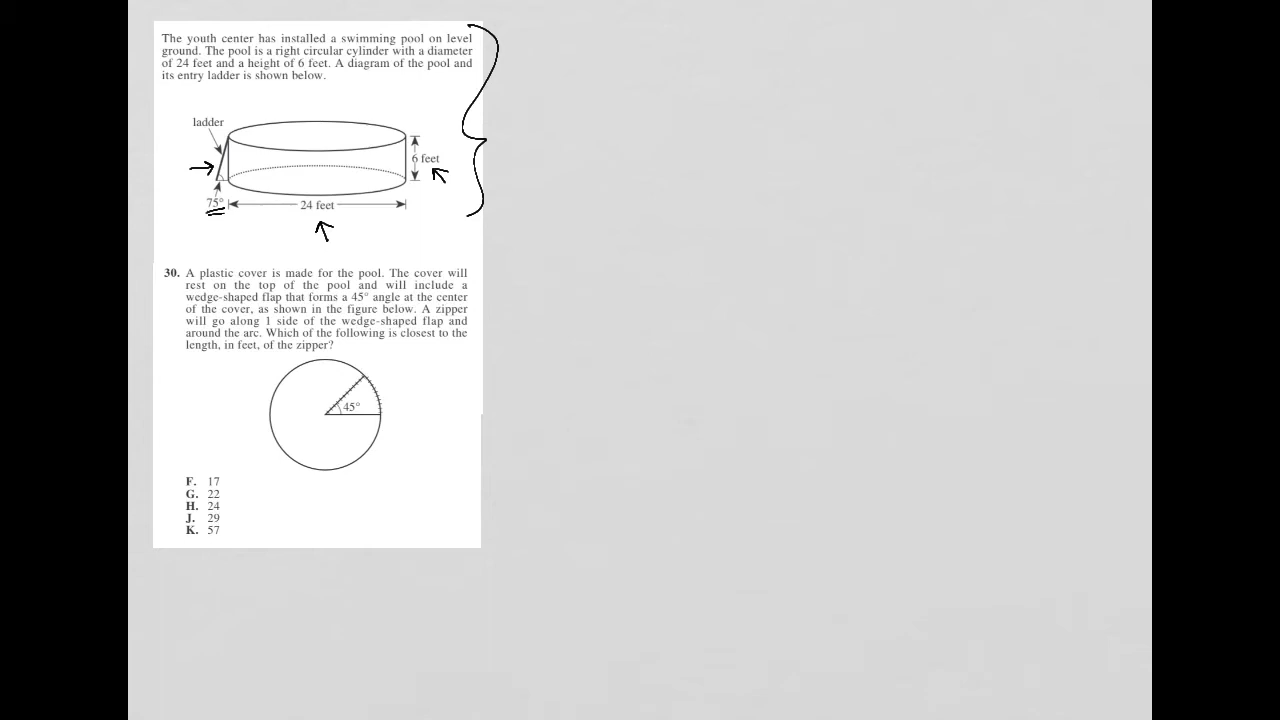 The youth center has installed a swimming pool on level
ground. The pool is a right circular cylinder with a diameter
of 24 feet and a height of 6 feet. A diagram of the pool and
its entry ladder is shown below.
ladder
6 feet
75°
24 feet
30. A plastic cover is made for the pool. The cover will
rest on the top of the pool and will include a
wedge-shaped flap that forms a 45° angle at the center
of the cover, as shown in the figure below. A zipper
will go along 1 side of the wedge-shaped flap and
around the arc. Which of the following is closest to the
length, in feet, of the zipper?
45°
F. 17
G. 22
H. 24
J. 29
K. 57